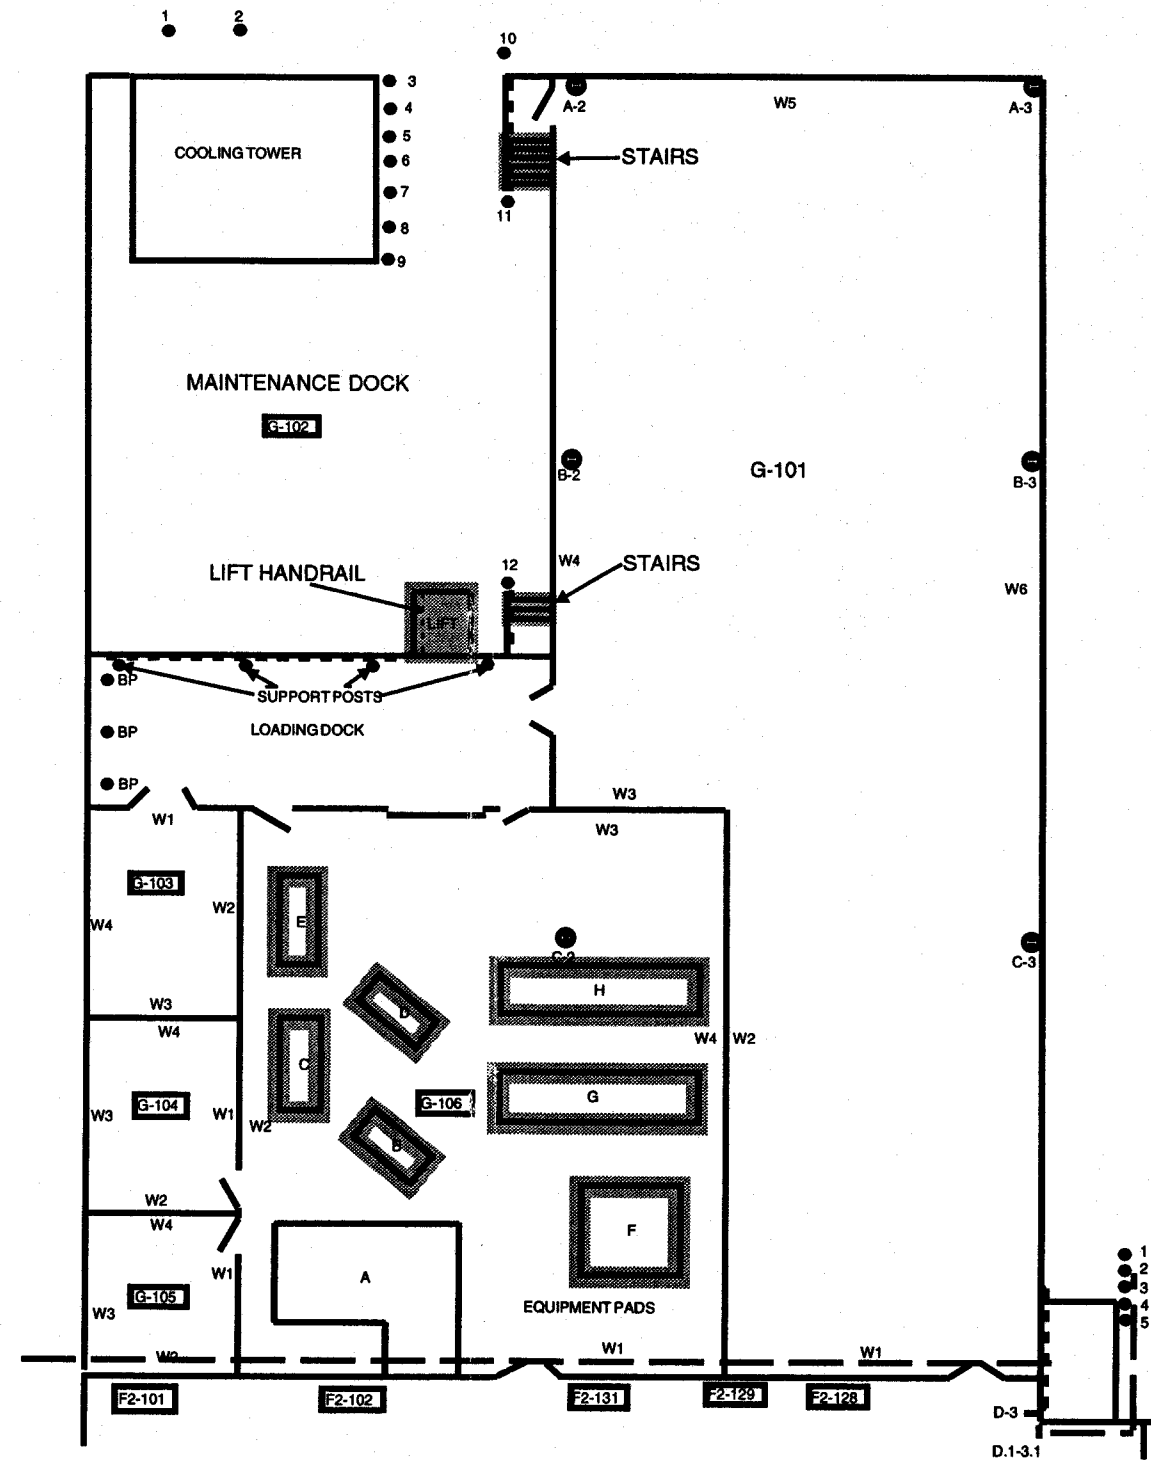 1 2
10
3
4
5
6
7
8
9
COOLING TOWER
A-2
W5
A-3
STAIRS
11
MAINTENANCE DOCK
G-102
B-2
G-101
B-3
LIFT HANDRAIL
12
W4
STAIRS
W6
LIFT
BP
SUPPORT POSTS
LOADING DOCK
BP
BP
W1
W3
W3
G-103
W4
W2
E
C-2
C-3
H
D
W3
W4
W4 W2
C
G-104
G-106
G
W3
W1
W2
B
W2
W4
F
W1
A
G-105
W3
EQUIPMENT PADS
1
2
3
4
5
W2
W1
W1
F2-101
F2-102
F2-131
F2-129
F2-128
D-3
D.1-3.1